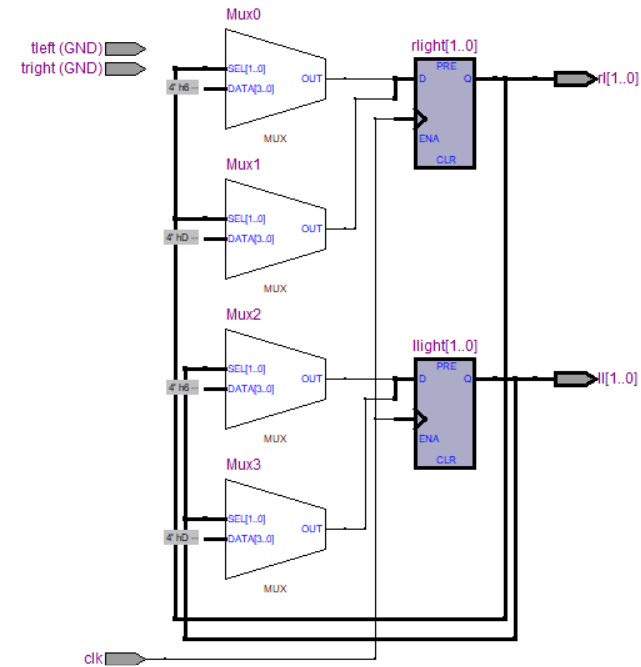 Mux0
tleft (GND)
tright (GND)
SEL[1..0]
DATA[3..0]
OUT
4' h6 --
MUX
rlight[1..0]
PRE
D
Q
ENA
CLR
rl[1..0]
Mux1
SEL[1..0]
DATA[3..0]
OUT
4' hD --
MUX
Mux2
SEL[1..0]
DATA[3..0]
OUT
4' h6 --
MUX
llight[1..0]
PRE
D
Q
ENA
CLR
ll[1..0]
Mux3
SEL[1..0]
DATA[3..0]
OUT
4' hD --
MUX
clk